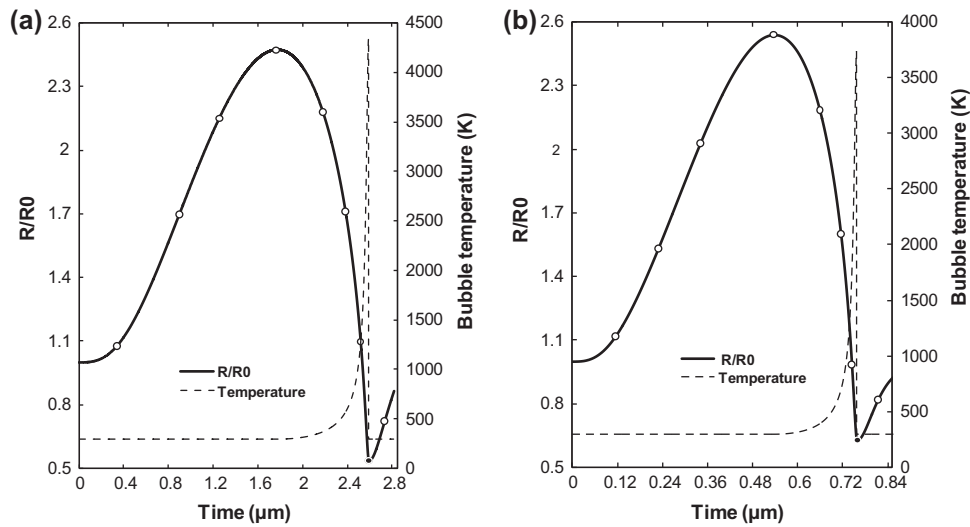 (a)
2.6
2.3
2
1.7
1.4
1.1
0.8
0.5
R/R0
4500
4000
3500
3000
2500
2000
1500
1000
500
0
Bubble temperature (K)
R/R0
Temperature
0 0.4 0.8 1.2 1.6 2 2.4 2.8
Time (μm)
(b)
2.6
2.3
2
1.7
1.4
1.1
0.8
0.5
R/R0
4000
3500
3000
2500
2000
1500
1000
500
0
Bubble temperature (K)
R/R0
Temperature
0 0.12 0.24 0.36 0.48 0.6 0.72 0.84
Time (μm)